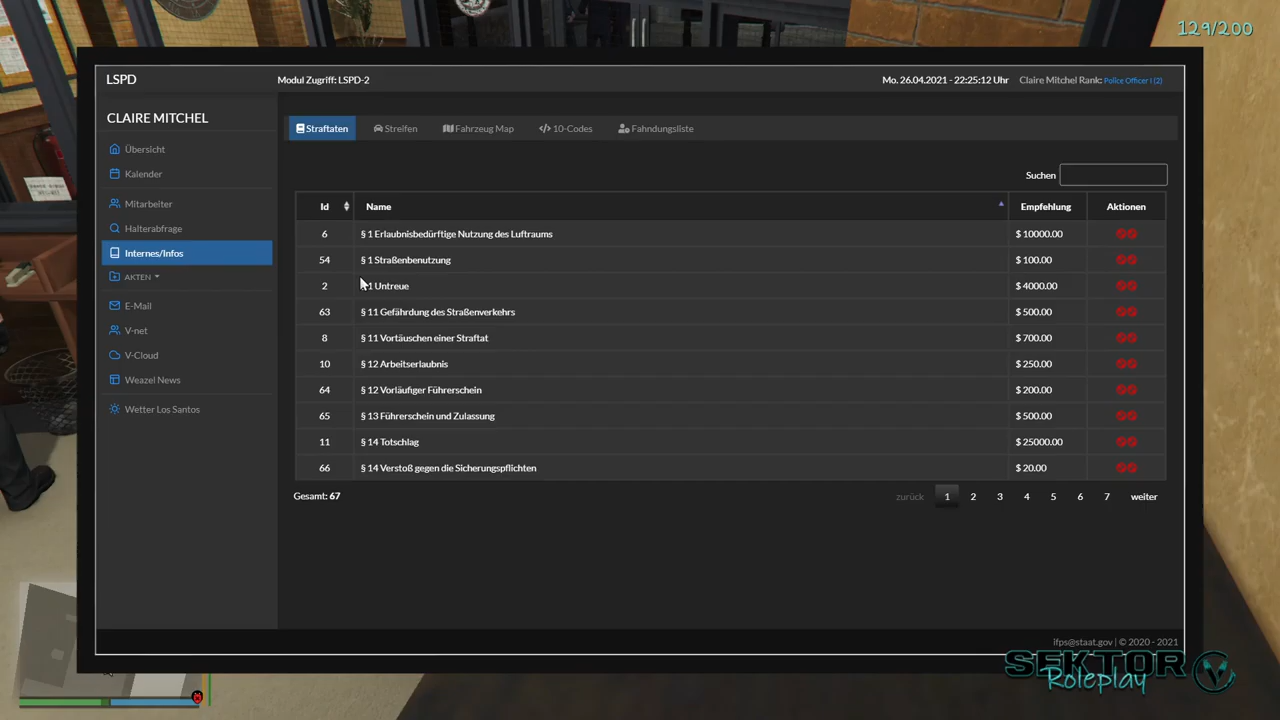 129/200
LSPD
Modul Zugriff: LSPD-2
Mo. 26.04.2021 - 22:25:12 Uhr
Claire Mitchel Rank: Police Officer I (2)
CLAIRE MITCHEL
Übersicht
Kalender
Mitarbeiter
Halterabfrage
Internes/Infos
AKTEN
E-Mail
V-net
V-Cloud
Weazel News
Wetter Los Santos
Straftaten
Streifen
Fahrzeug Map
10-Codes
Fahndungsliste
Suchen
Id Name Empfehlung Aktionen
6 § 1 Erlaubnisbedürftige Nutzung des Luftraums $ 10000.00
54 § 1 Straßenbenutzung $ 100.00
2 1 Untreue $ 4000.00
63 § 11 Gefährdung des Straßenverkehrs $ 500.00
8 § 11 Vortäuschen einer Straftat $ 700.00
10 § 12 Arbeitserlaubnis $ 250.00
64 § 12 Vorläufiger Führerschein $ 200.00
65 § 13 Führerschein und Zulassung $ 500.00
11 § 14 Totschlag $ 25000.00
66 § 14 Verstoß gegen die Sicherungspflichten $ 20.00
Gesamt: 67
zurück 1 2 3 4 5 6 7 weiter
ifps@staat.gov | © 2020 - 2021
SEKTOR V
Roleplay